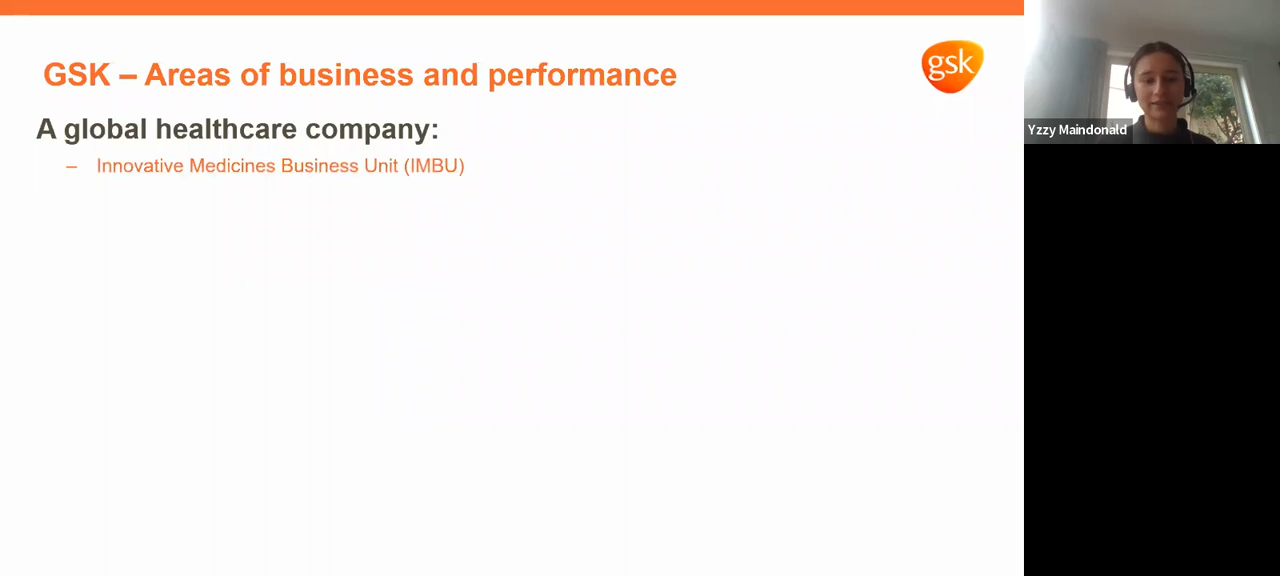 GSK – Areas of business and performance
gsk
A global healthcare company:
– Innovative Medicines Business Unit (IMBU)
Yzzy Maindonald